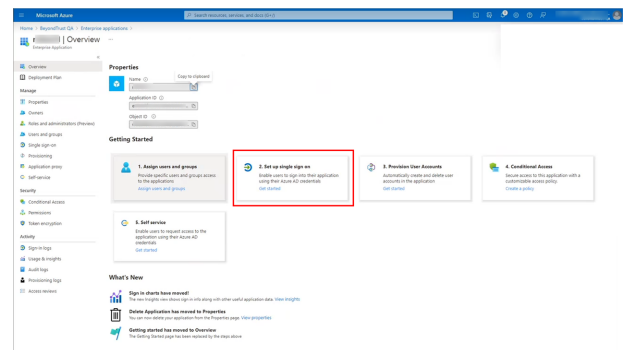 Microsoft Azure
Search resources, services, and docs (G+/)
Home > BeyondTrust QA > Enterprise applications >
| Overview ...
Enterprise Application
Overview
Deployment Plan
Manage
Properties
Owners
Roles and administrators (Preview)
Users and groups
Single sign-on
Provisioning
Application proxy
Self-service
Security
Conditional Access
Permissions
Token encryption
Activity
Sign-in logs
Usage & insights
Audit logs
Provisioning logs
Access reviews
Properties
Copy to clipboard
Name
Application ID
Object ID
Getting Started
1. Assign users and groups
Provide specific users and groups access
to the applications
Assign users and groups
2. Set up single sign on
Enable users to sign into their application
using their Azure AD credentials
Get started
3. Provision User Accounts
Automatically create and delete user
accounts in the application
Get started
4. Conditional Access
Secure access to this application with a
customizable access policy.
Create a policy
5. Self service
Enable users to request access to the
application using their Azure AD
credentials
Get started
What's New
Sign in charts have moved!
The new Insights view shows sign in info along with other useful application data. View insights
Delete Application has moved to Properties
You can now delete your application from the Properties page. View properties
Getting started has moved to Overview
The Getting Started page has been replaced by the steps above